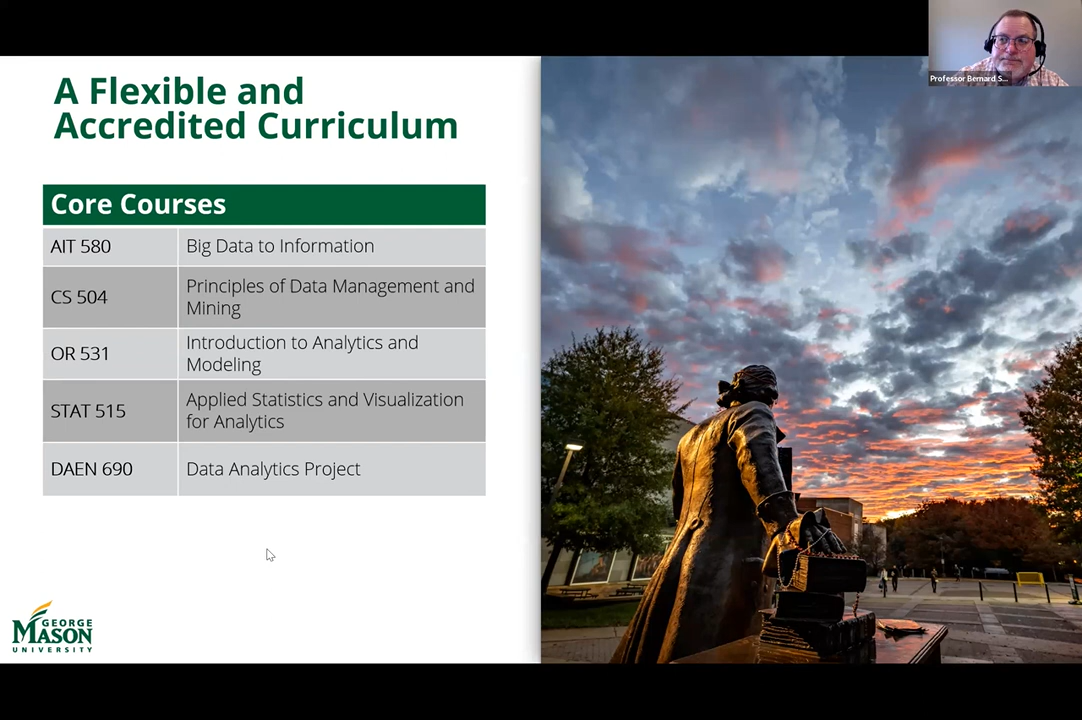 Professor Bernard S...
A Flexible and
Accredited Curriculum
Core Courses
AIT 580 Big Data to Information
CS 504 Principles of Data Management and
Mining
OR 531 Introduction to Analytics and
Modeling
STAT 515 Applied Statistics and Visualization
for Analytics
DAEN 690 Data Analytics Project
GEORGE
MASON
UNIVERSITY